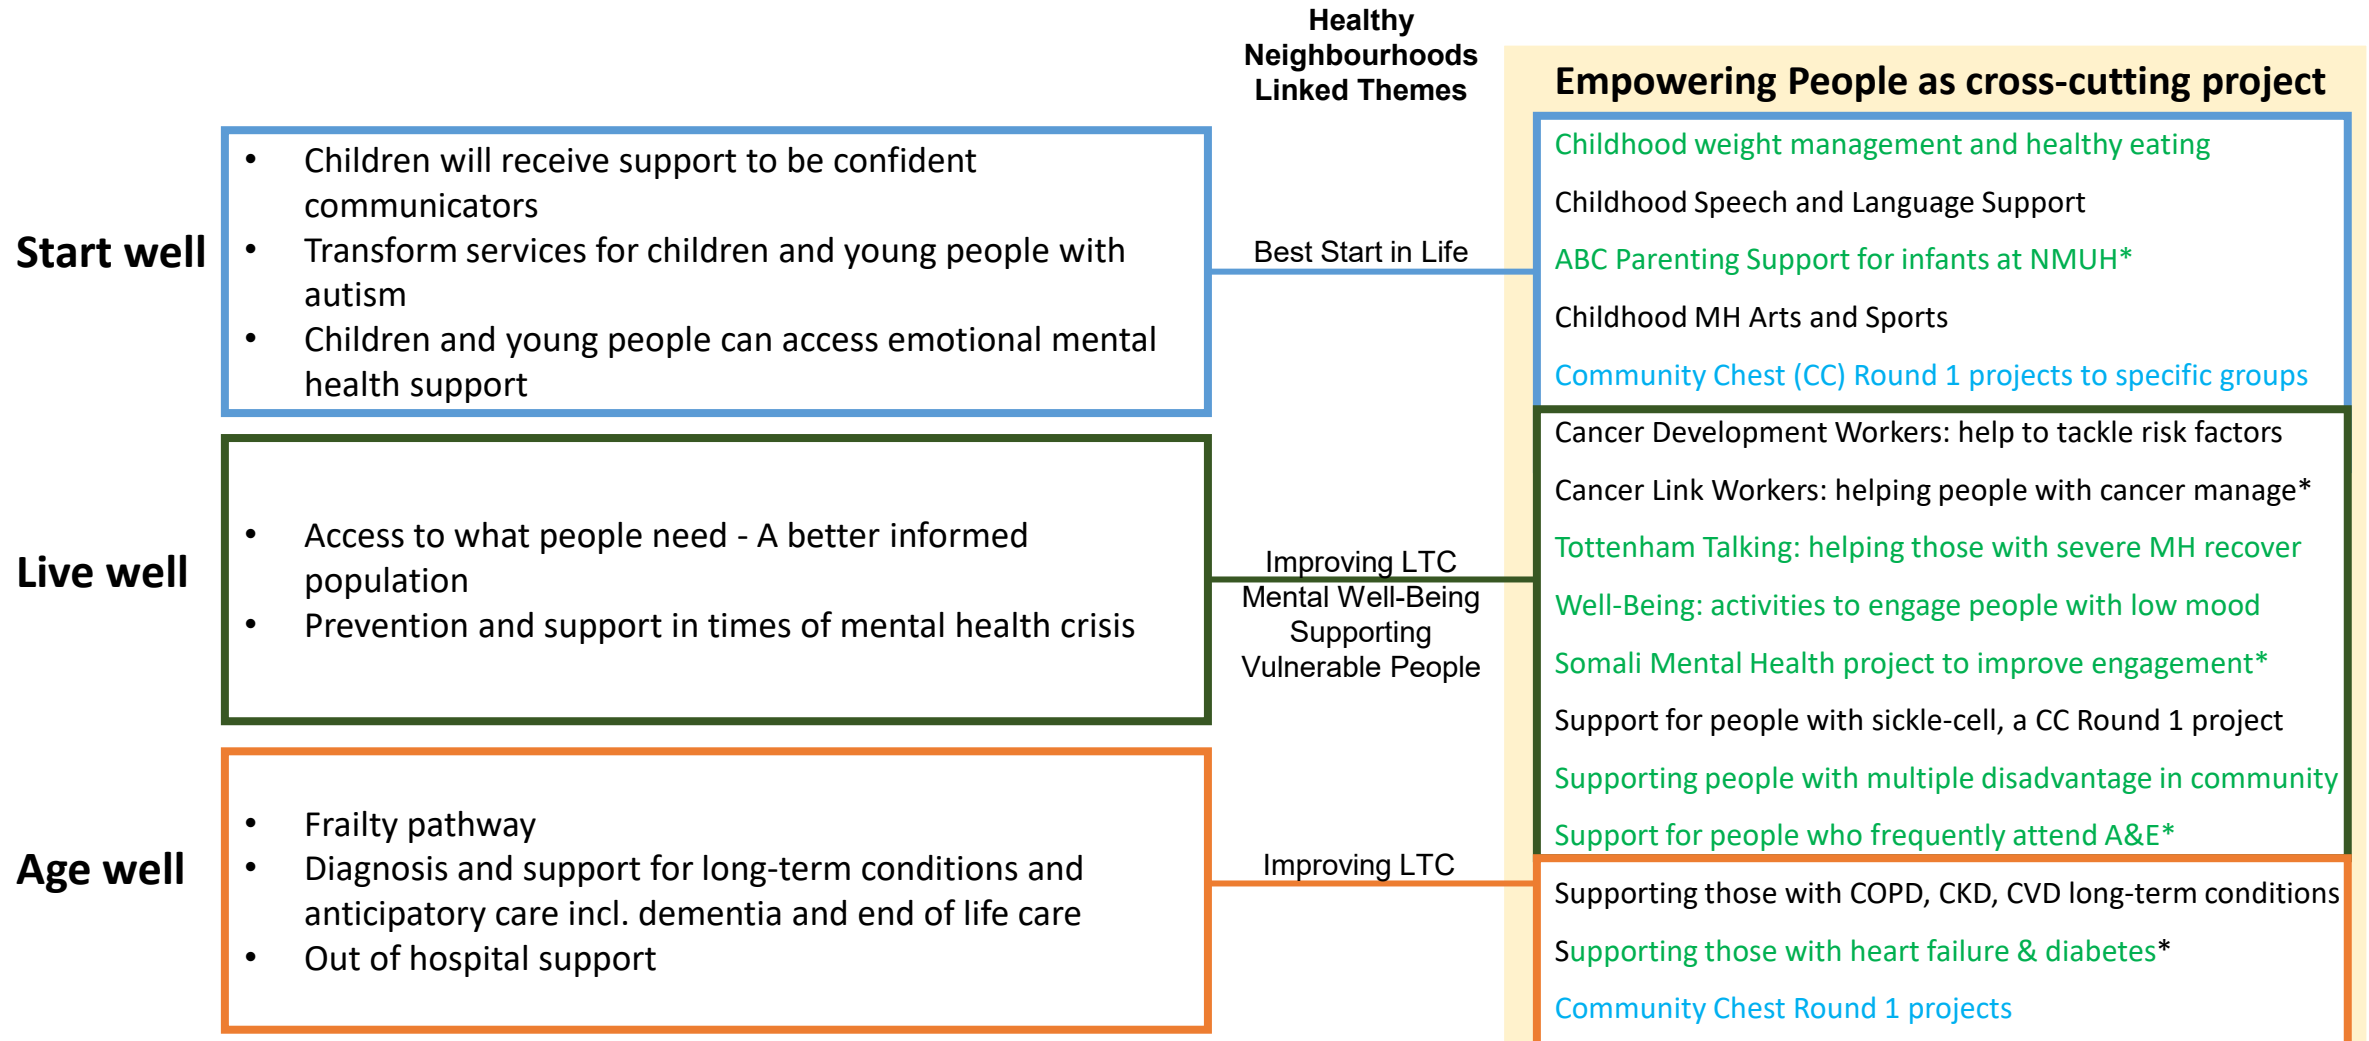 Healthy
Neighbourhoods
Linked Themes
Empowering People as cross-cutting project
Start well
• Children will receive support to be confident
communicators
• Transform services for children and young people with
autism
• Children and young people can access emotional mental
health support
Best Start in Life
Childhood weight management and healthy eating
Childhood Speech and Language Support
ABC Parenting Support for infants at NMUH*
Childhood MH Arts and Sports
Community Chest (CC) Round 1 projects to specific groups
Live well
• Access to what people need - A better informed
population
• Prevention and support in times of mental health crisis
Improving LTC
Mental Well-Being
Supporting
Vulnerable People
Cancer Development Workers: help to tackle risk factors
Cancer Link Workers: helping people with cancer manage*
Tottenham Talking: helping those with severe MH recover
Well-Being: activities to engage people with low mood
Somali Mental Health project to improve engagement*
Support for people with sickle-cell, a CC Round 1 project
Supporting people with multiple disadvantage in community
Support for people who frequently attend A&E*
Age well
• Frailty pathway
• Diagnosis and support for long-term conditions and
anticipatory care incl. dementia and end of life care
• Out of hospital support
Improving LTC
Supporting those with COPD, CKD, CVD long-term conditions
Supporting those with heart failure & diabetes*
Community Chest Round 1 projects